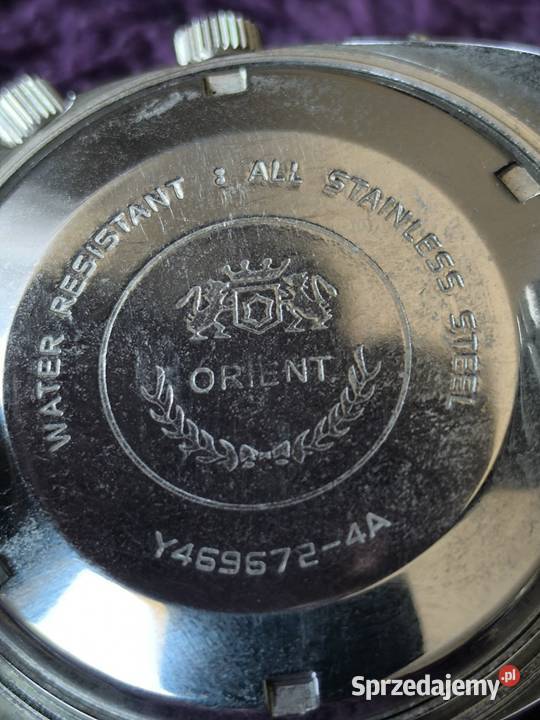 WATER RESISTANT : ALL STAINLESS STEEL
ORIENT
Y469672-4A
Sprzedajemy.pl